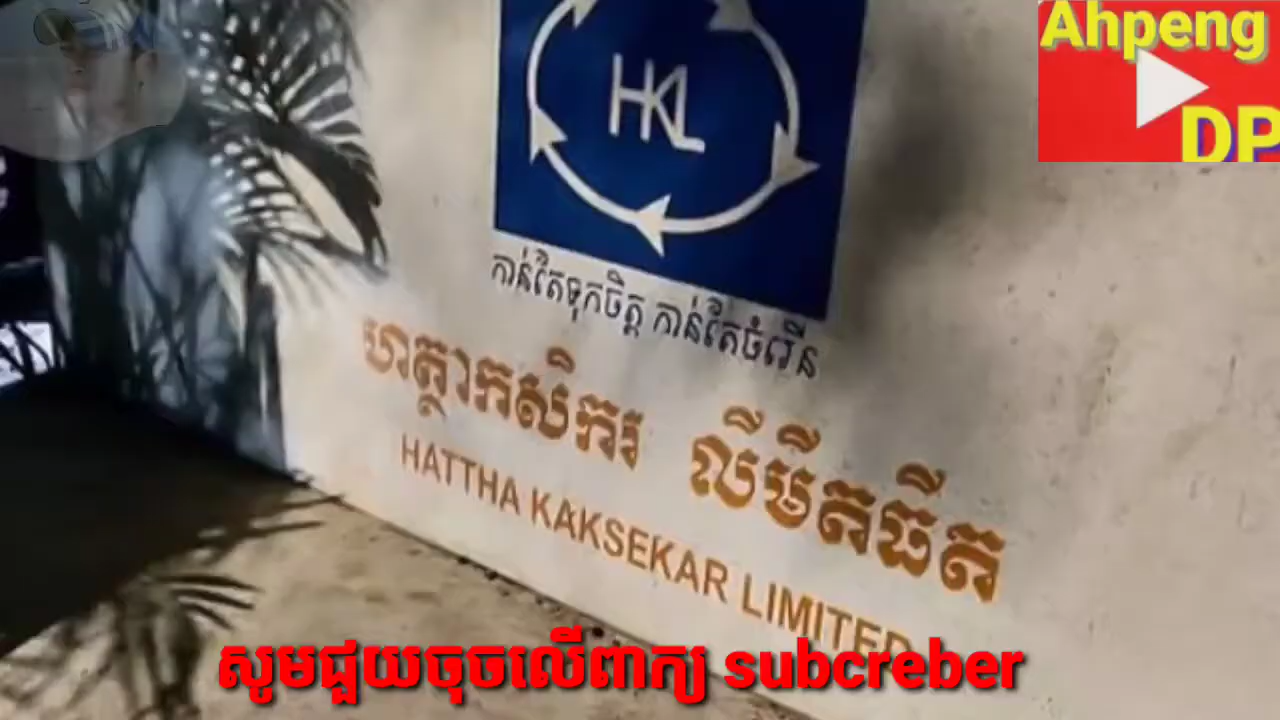 Ahpeng
DP
HKL
កាន់តែទុកចិត្ត កាន់តែចំរើន
ហត្ថាកសិករ លីមីតធីត
HATTHA KAKSEKAR LIMITED
សូមជួយចុចលើពាក្យ subcreber